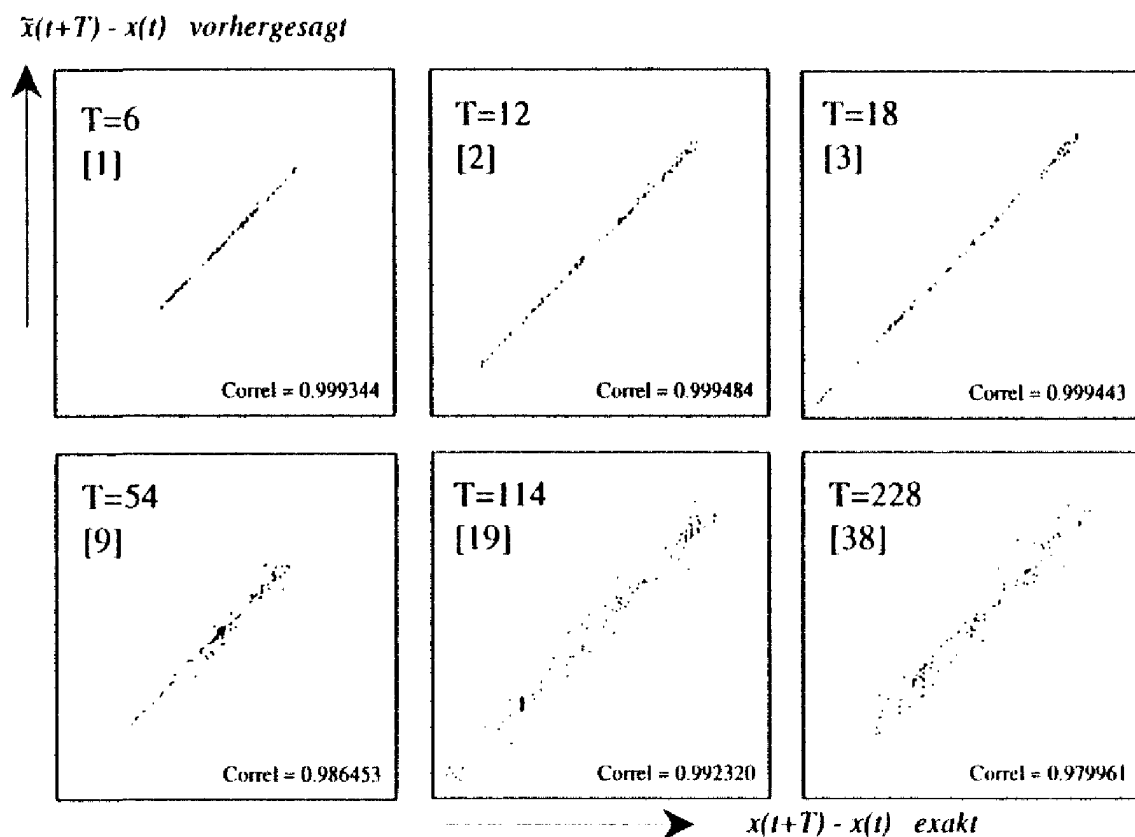 x̃(t+T) - x(t) vorhergesagt
T=6
[1]
Correl = 0.999344
T=12
[2]
Correl = 0.999484
T=18
[3]
Correl = 0.999443
T=54
[9]
Correl = 0.986453
T=114
[19]
Correl = 0.992320
T=228
[38]
Correl = 0.979961
x(t+T) - x(t) exakt